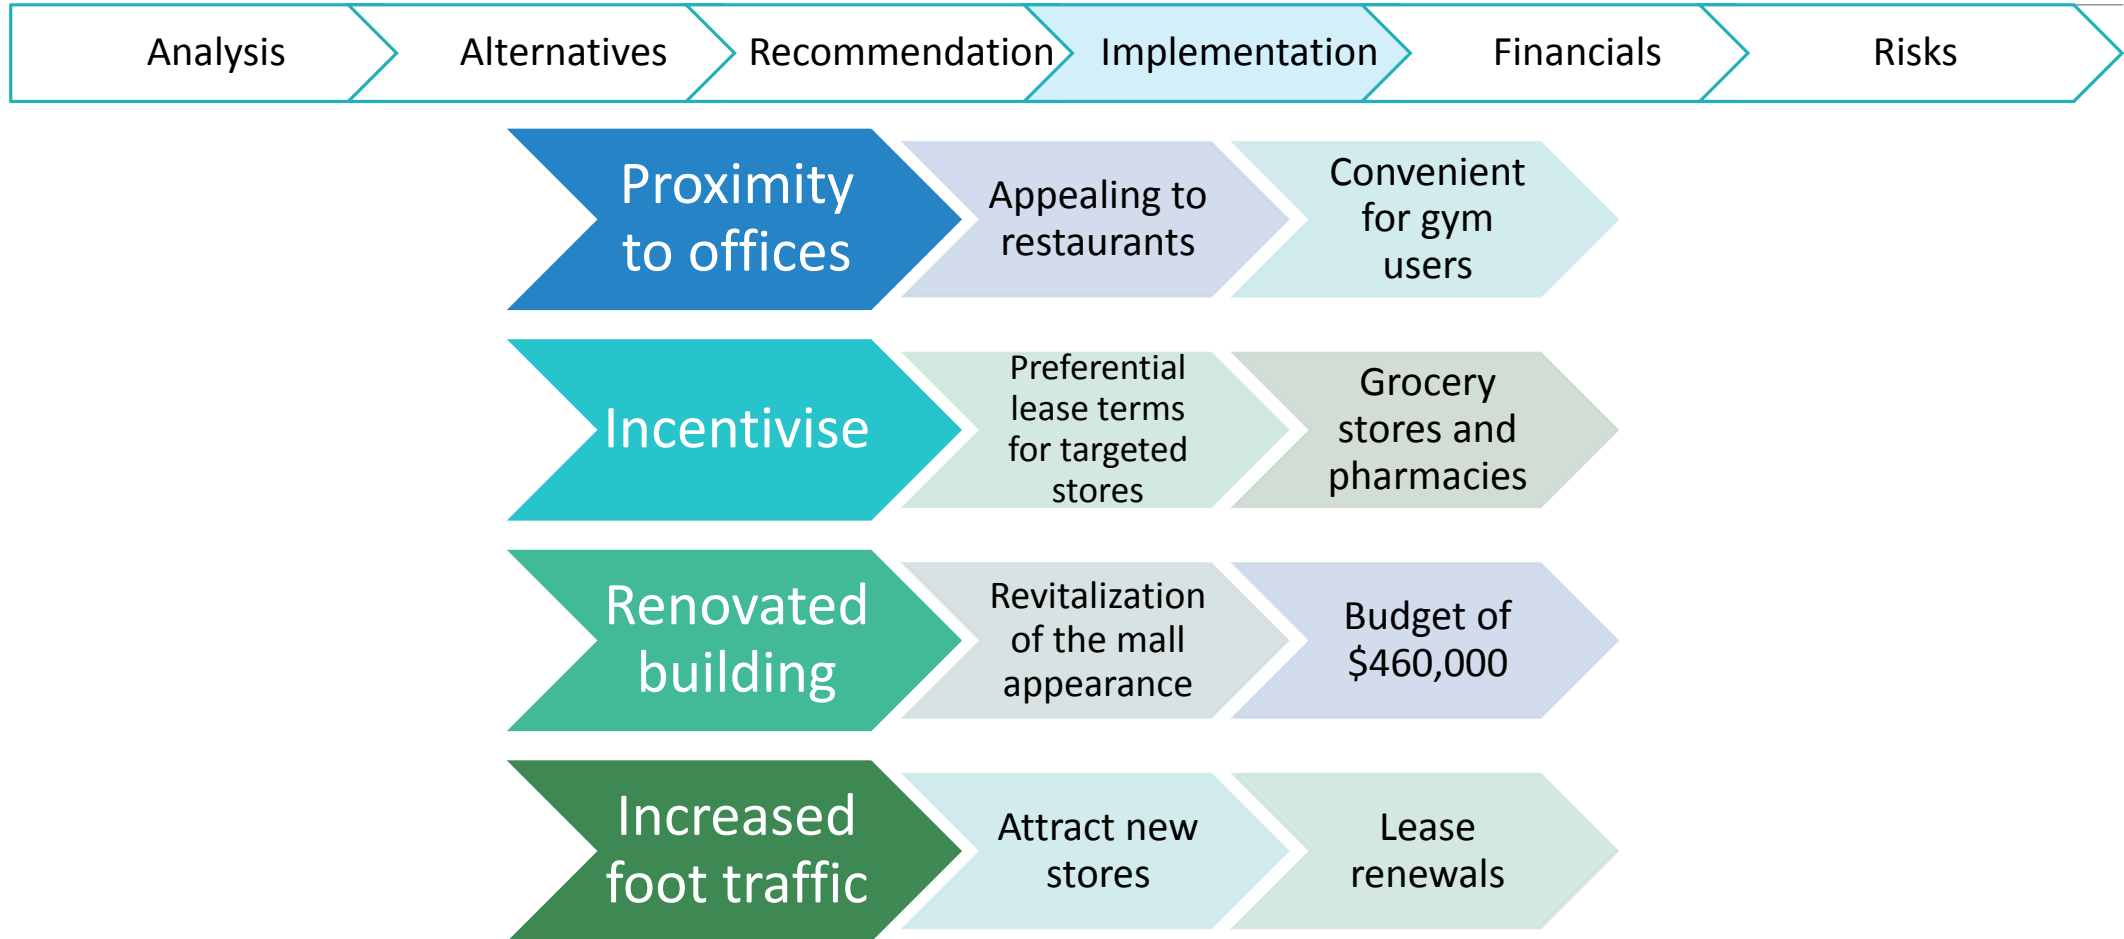 Analysis
Alternatives
Recommendation
Implementation
Financials
Risks
Proximity
to offices
Appealing to
restaurants
Convenient
for gym
users
Incentivise
Preferential
lease terms
for targeted
stores
Grocery
stores and
pharmacies
Renovated
building
Revitalization
of the mall
appearance
Budget of
$460,000
Increased
foot traffic
Attract new
stores
Lease
renewals